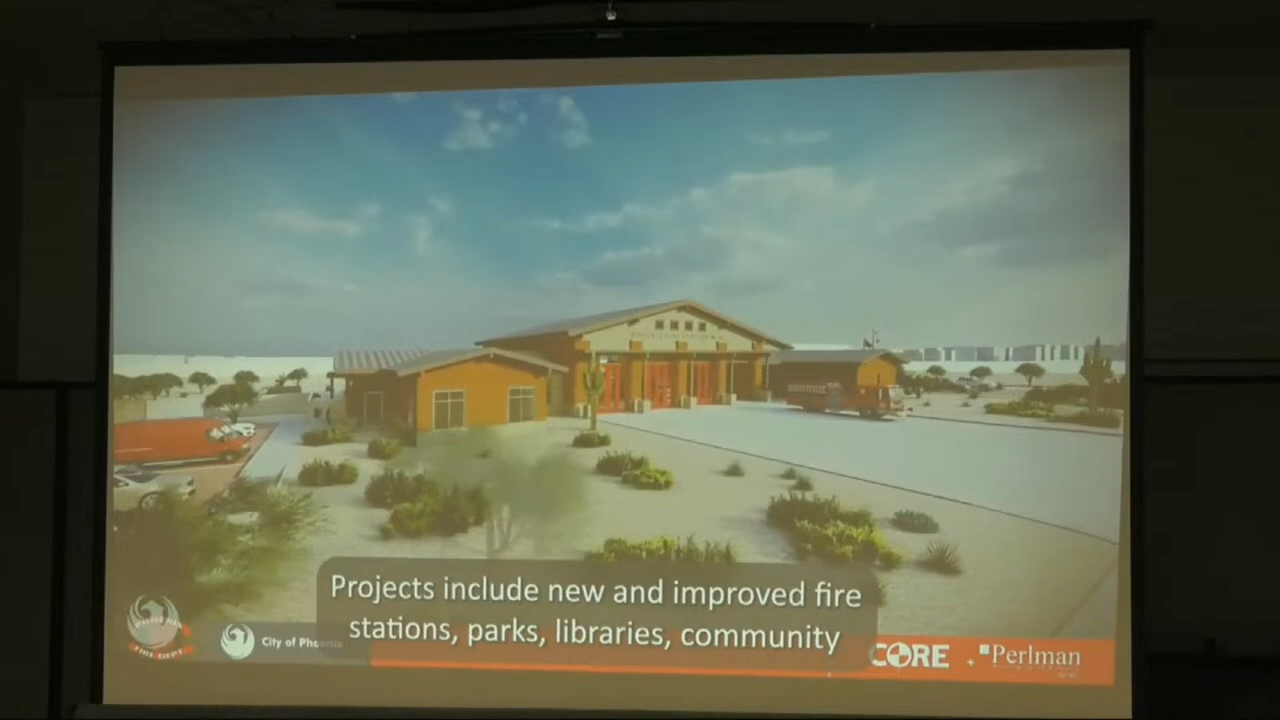 Projects include new and improved fire
stations, parks, libraries, community
City of Phoenix
CORE
+ Perlman